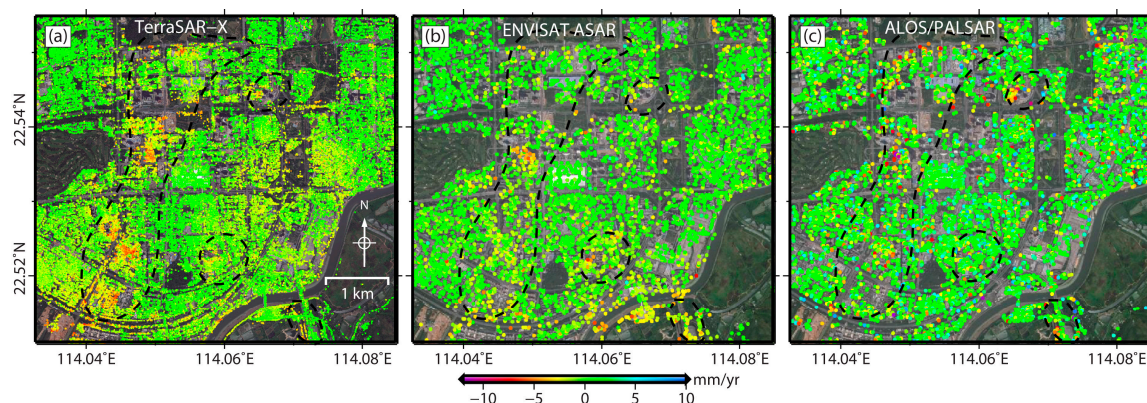 (a) TerraSAR-X
(b) ENVISAT ASAR
(c) ALOS/PALSAR
22.54°N
22.52°N
N
1 km
114.04°E 114.06°E 114.08°E
114.04°E 114.06°E 114.08°E
114.04°E 114.06°E 114.08°E
mm/yr
−10 −5 0 5 10